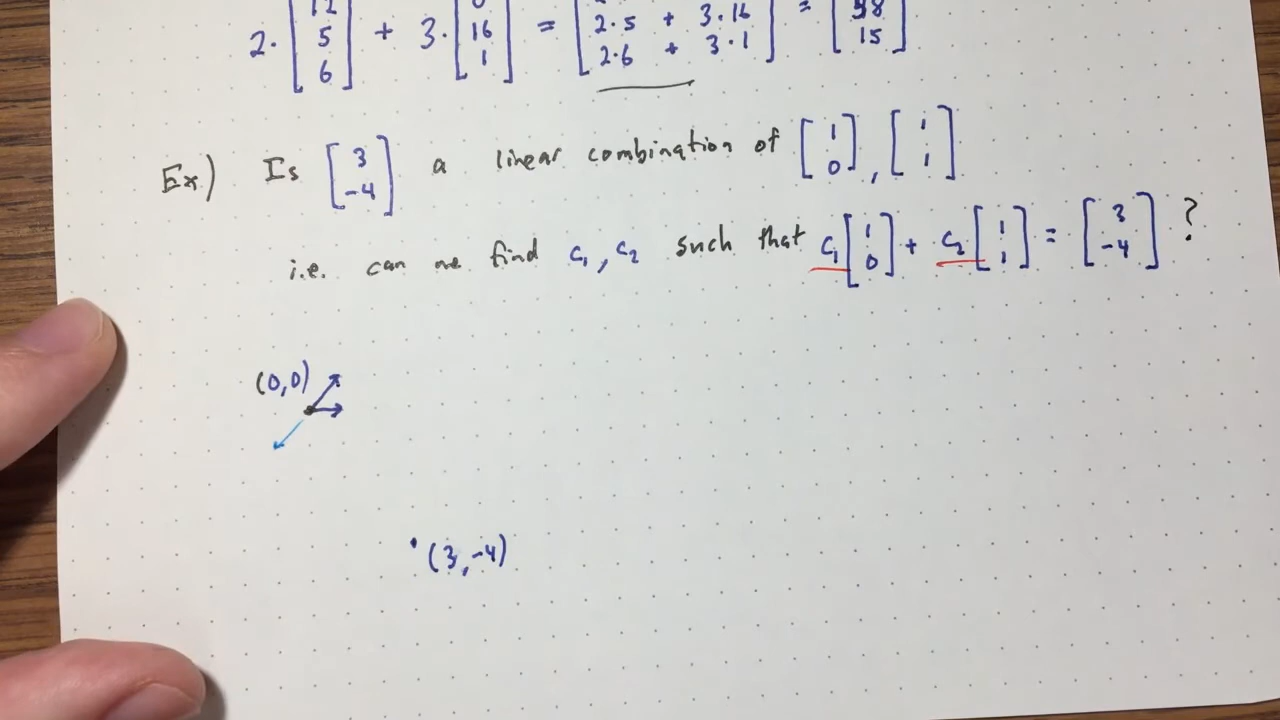 2· [12 5 6] + 3· [16 1] = [2·5 + 3·16 2·6 + 3·1] = [58 15]
Ex) Is [3 -4] a linear combination of [1 0], [1 1]
i.e. can we find c₁, c₂ such that c₁[1 0] + c₂[1 1] = [3 -4] ?
(0,0)
(3,-4)